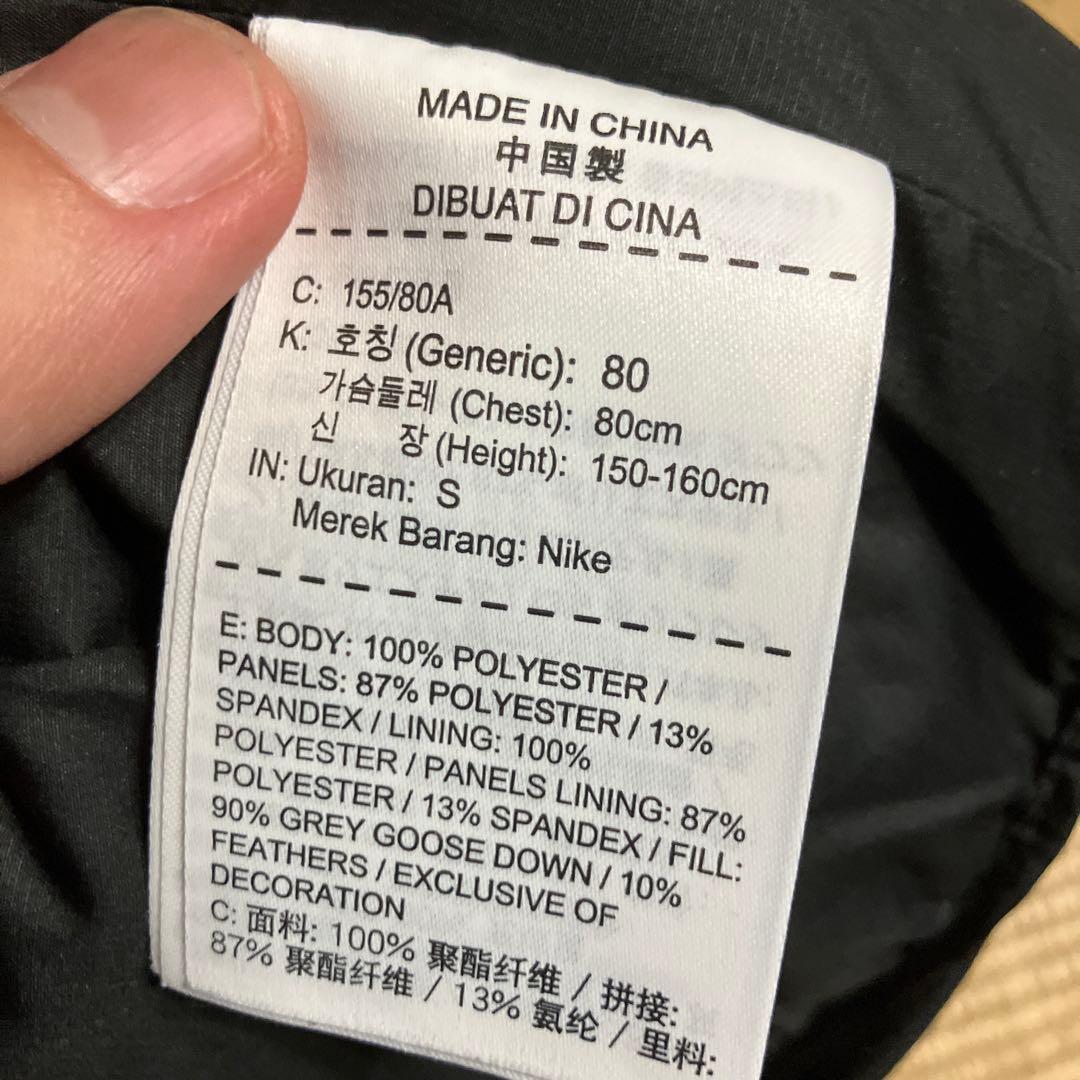 MADE IN CHINA
中国製
DIBUAT DI CINA
C: 155/80A
K: 호칭 (Generic): 80
가슴둘레 (Chest): 80cm
신 장 (Height): 150-160cm
IN: Ukuran: S
Merek Barang: Nike
E: BODY: 100% POLYESTER /
PANELS: 87% POLYESTER / 13%
SPANDEX / LINING: 100%
POLYESTER / PANELS LINING: 87%
POLYESTER / 13% SPANDEX / FILL:
90% GREY GOOSE DOWN / 10%
FEATHERS / EXCLUSIVE OF
DECORATION
C: 面料: 100% 聚酯纤维 / 拼接:
87% 聚酯纤维 / 13% 氨纶 / 里料: